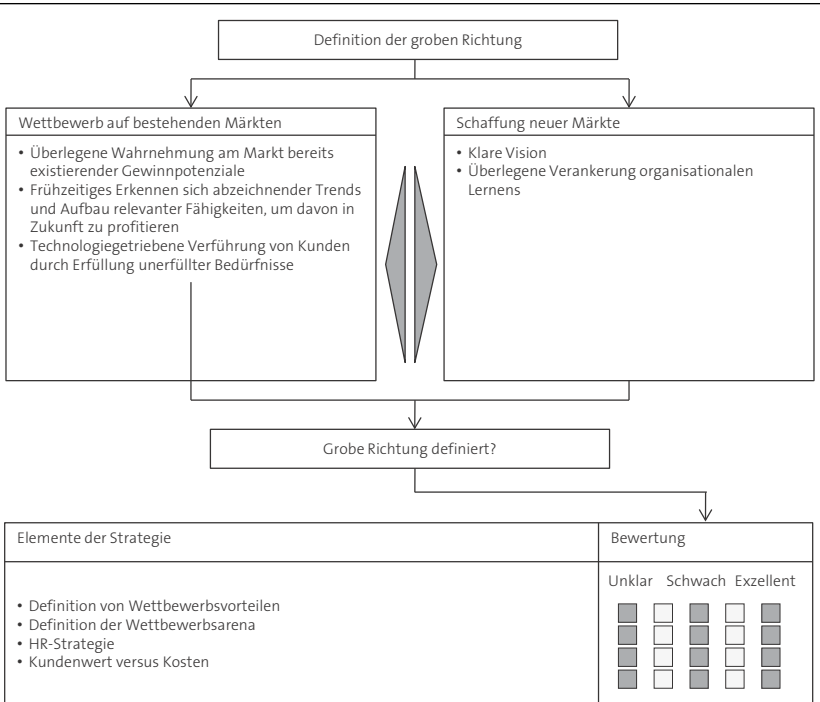 Definition der groben Richtung
Wettbewerb auf bestehenden Märkten
• Überlegene Wahrnehmung am Markt bereits
existierender Gewinnpotenziale
• Frühzeitiges Erkennen sich abzeichnender Trends
und Aufbau relevanter Fähigkeiten, um davon in
Zukunft zu profitieren
• Technologiegetriebene Verführung von Kunden
durch Erfüllung unerfüllter Bedürfnisse
Schaffung neuer Märkte
• Klare Vision
• Überlegene Verankerung organisationalen
Lernens
Grobe Richtung definiert?
Elemente der Strategie
• Definition von Wettbewerbsvorteilen
• Definition der Wettbewerbsarena
• HR-Strategie
• Kundenwert versus Kosten
Bewertung
Unklar Schwach Exzellent